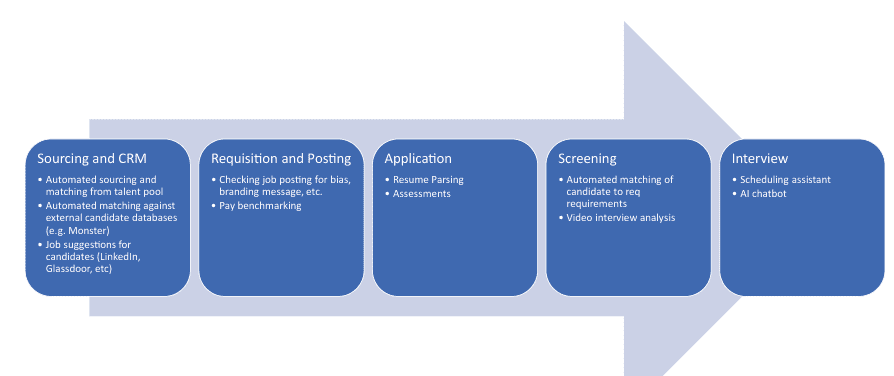 Sourcing and CRM
• Automated sourcing and
matching from talent pool
• Automated matching against
external candidate databases
(e.g. Monster)
• Job suggestions for
candidates (LinkedIn,
Glassdoor, etc)
Requisition and Posting
• Checking job posting for bias,
branding message, etc.
• Pay benchmarking
Application
• Resume Parsing
• Assessments
Screening
• Automated matching of
candidate to req
requirements
• Video interview analysis
Interview
• Scheduling assistant
• AI chatbot